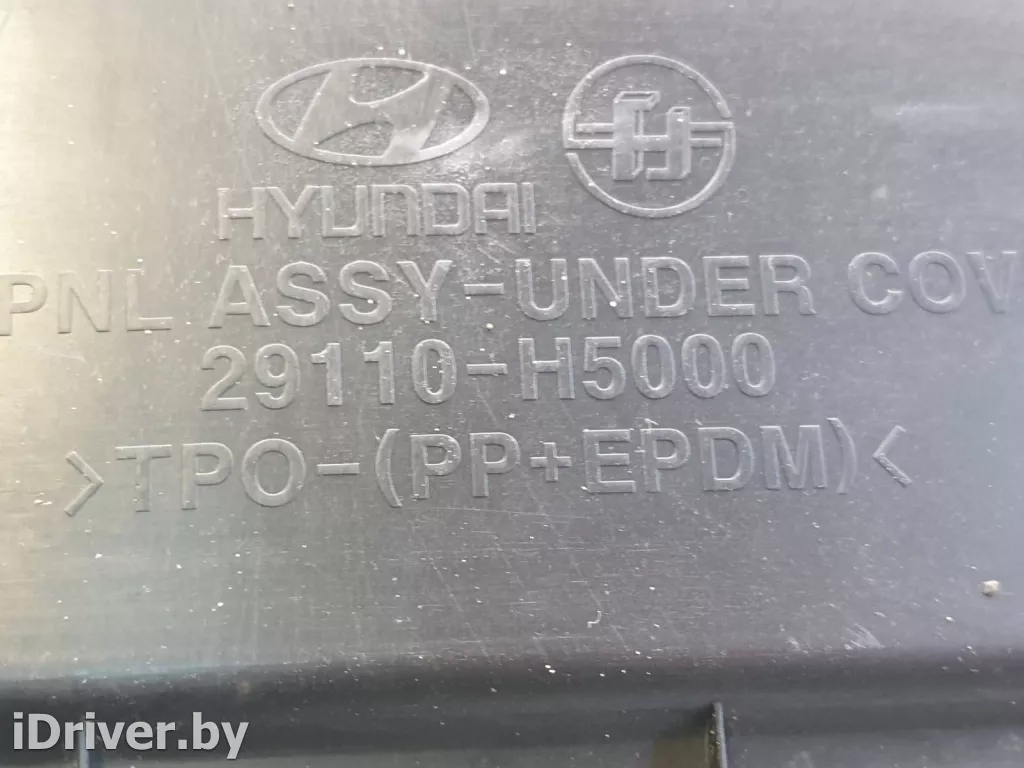 HYUNDAI
PNL ASSY-UNDER COV
29110-H5000
>TPO-(PP+EPDM)<
iDriver.by